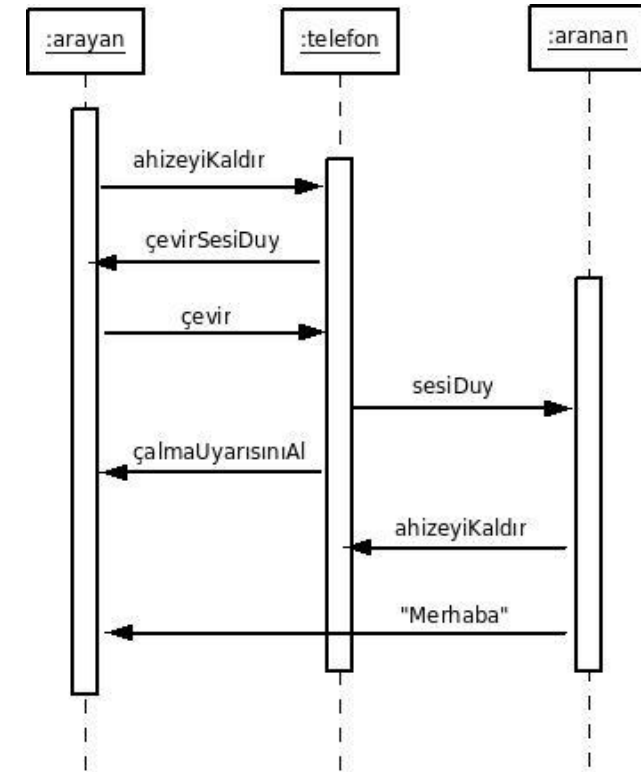 :arayan
:telefon
:aranan
ahizeyiKaldır
çevirSesiDuy
çevir
sesiDuy
çalmaUyarısınıAl
ahizeyiKaldır
"Merhaba"